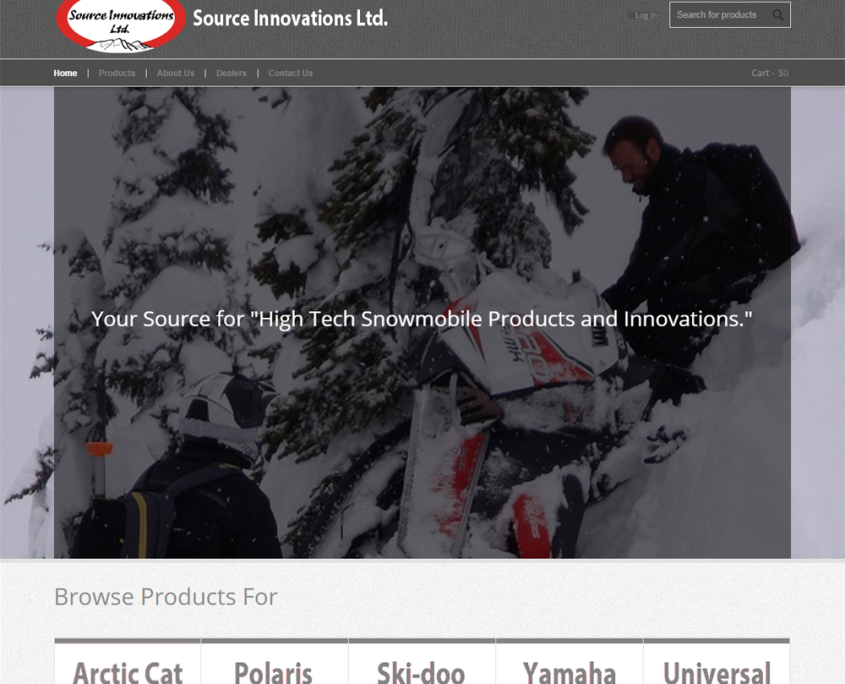 Source Innovations
Ltd.
Source Innovations Ltd.
Log In
Search for products
Home
Products
About Us
Dealers
Contact Us
Cart - $0
Your Source for "High Tech Snowmobile Products and Innovations."
Browse Products For
Arctic Cat
Polaris
Ski-doo
Yamaha
Universal